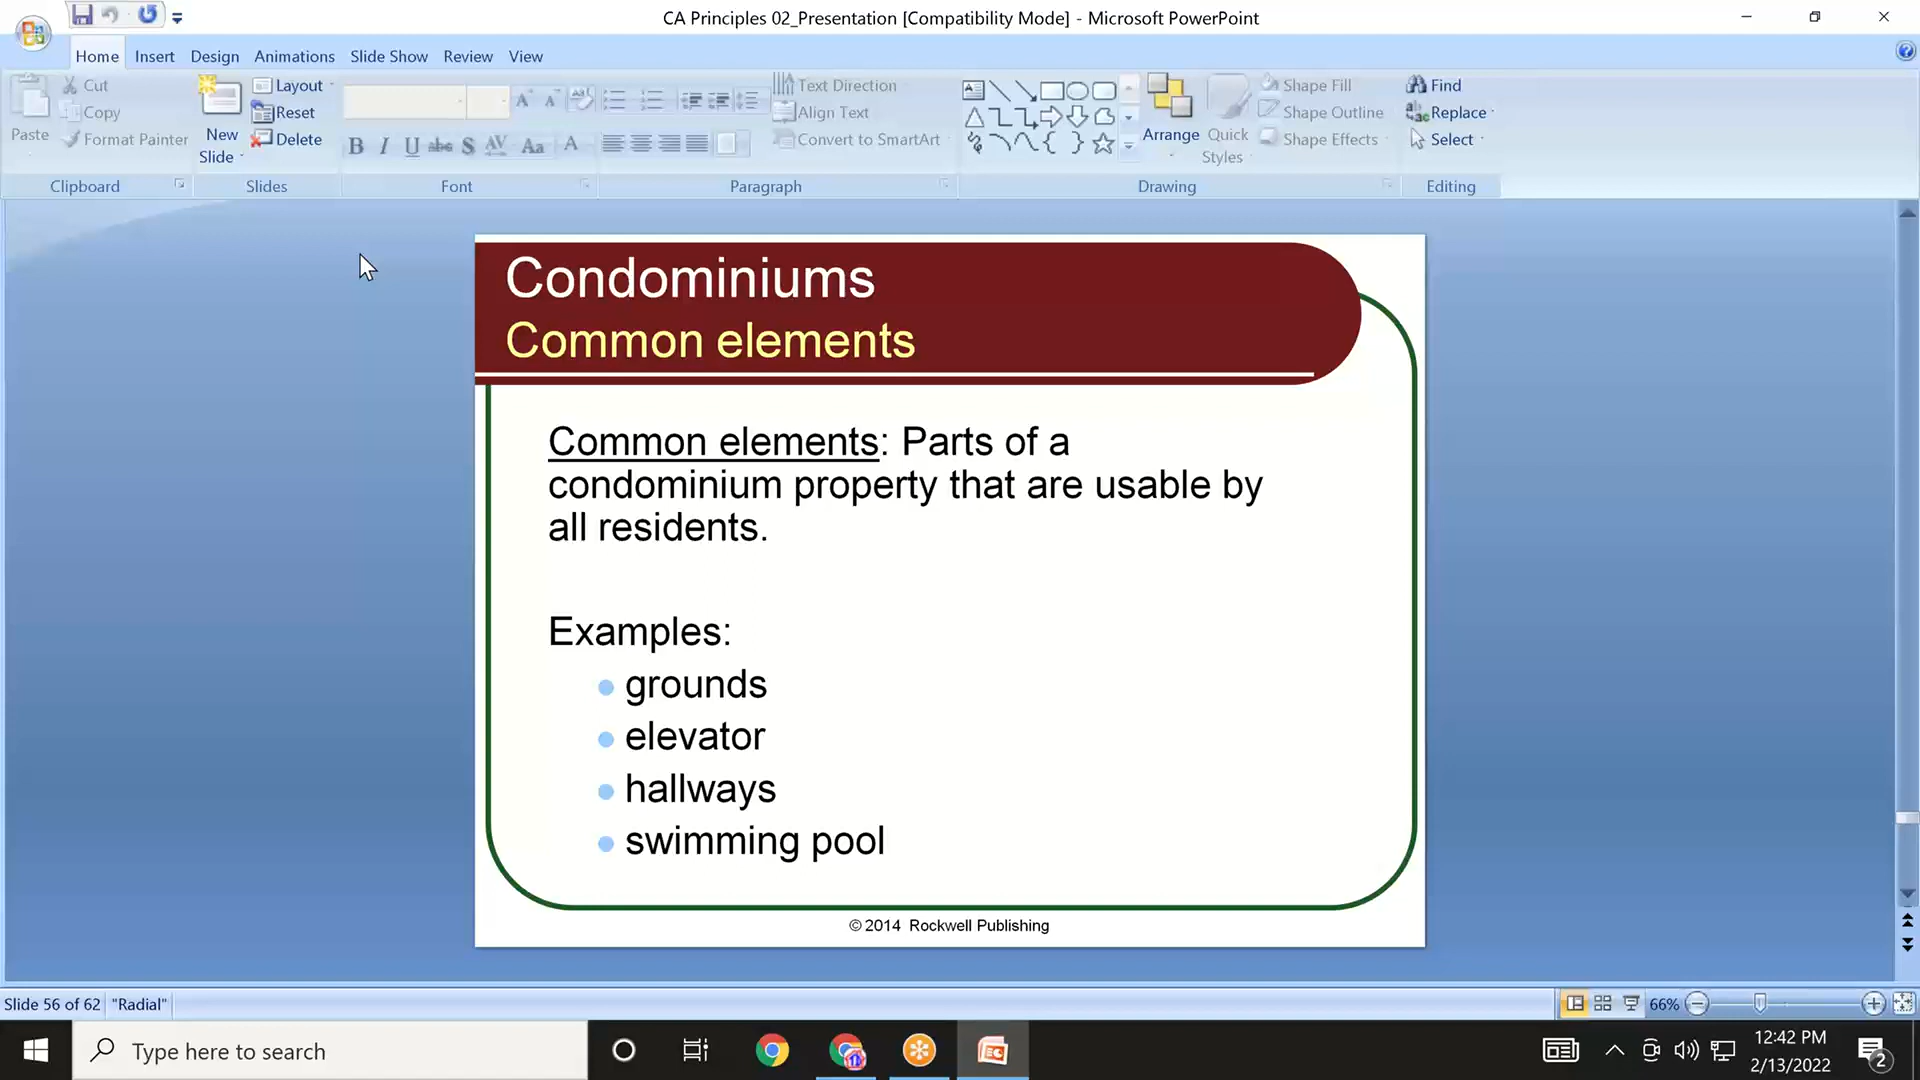 CA Principles 02_Presentation [Compatibility Mode] - Microsoft PowerPoint
Home Insert Design Animations Slide Show Review View
Paste
Cut
Copy
Format Painter
Clipboard
New
Slide
Layout
Reset
Delete
Slides
Font
Text Direction
Align Text
Convert to SmartArt
Paragraph
Arrange
Quick
Styles
Shape Fill
Shape Outline
Shape Effects
Drawing
Find
Replace
Select
Editing
Condominiums
Common elements
Common elements: Parts of a
condominium property that are usable by
all residents.
Examples:
grounds
elevator
hallways
swimming pool
© 2014 Rockwell Publishing
Slide 56 of 62 "Radial" 66%
Type here to search
12:42 PM
2/13/2022
2